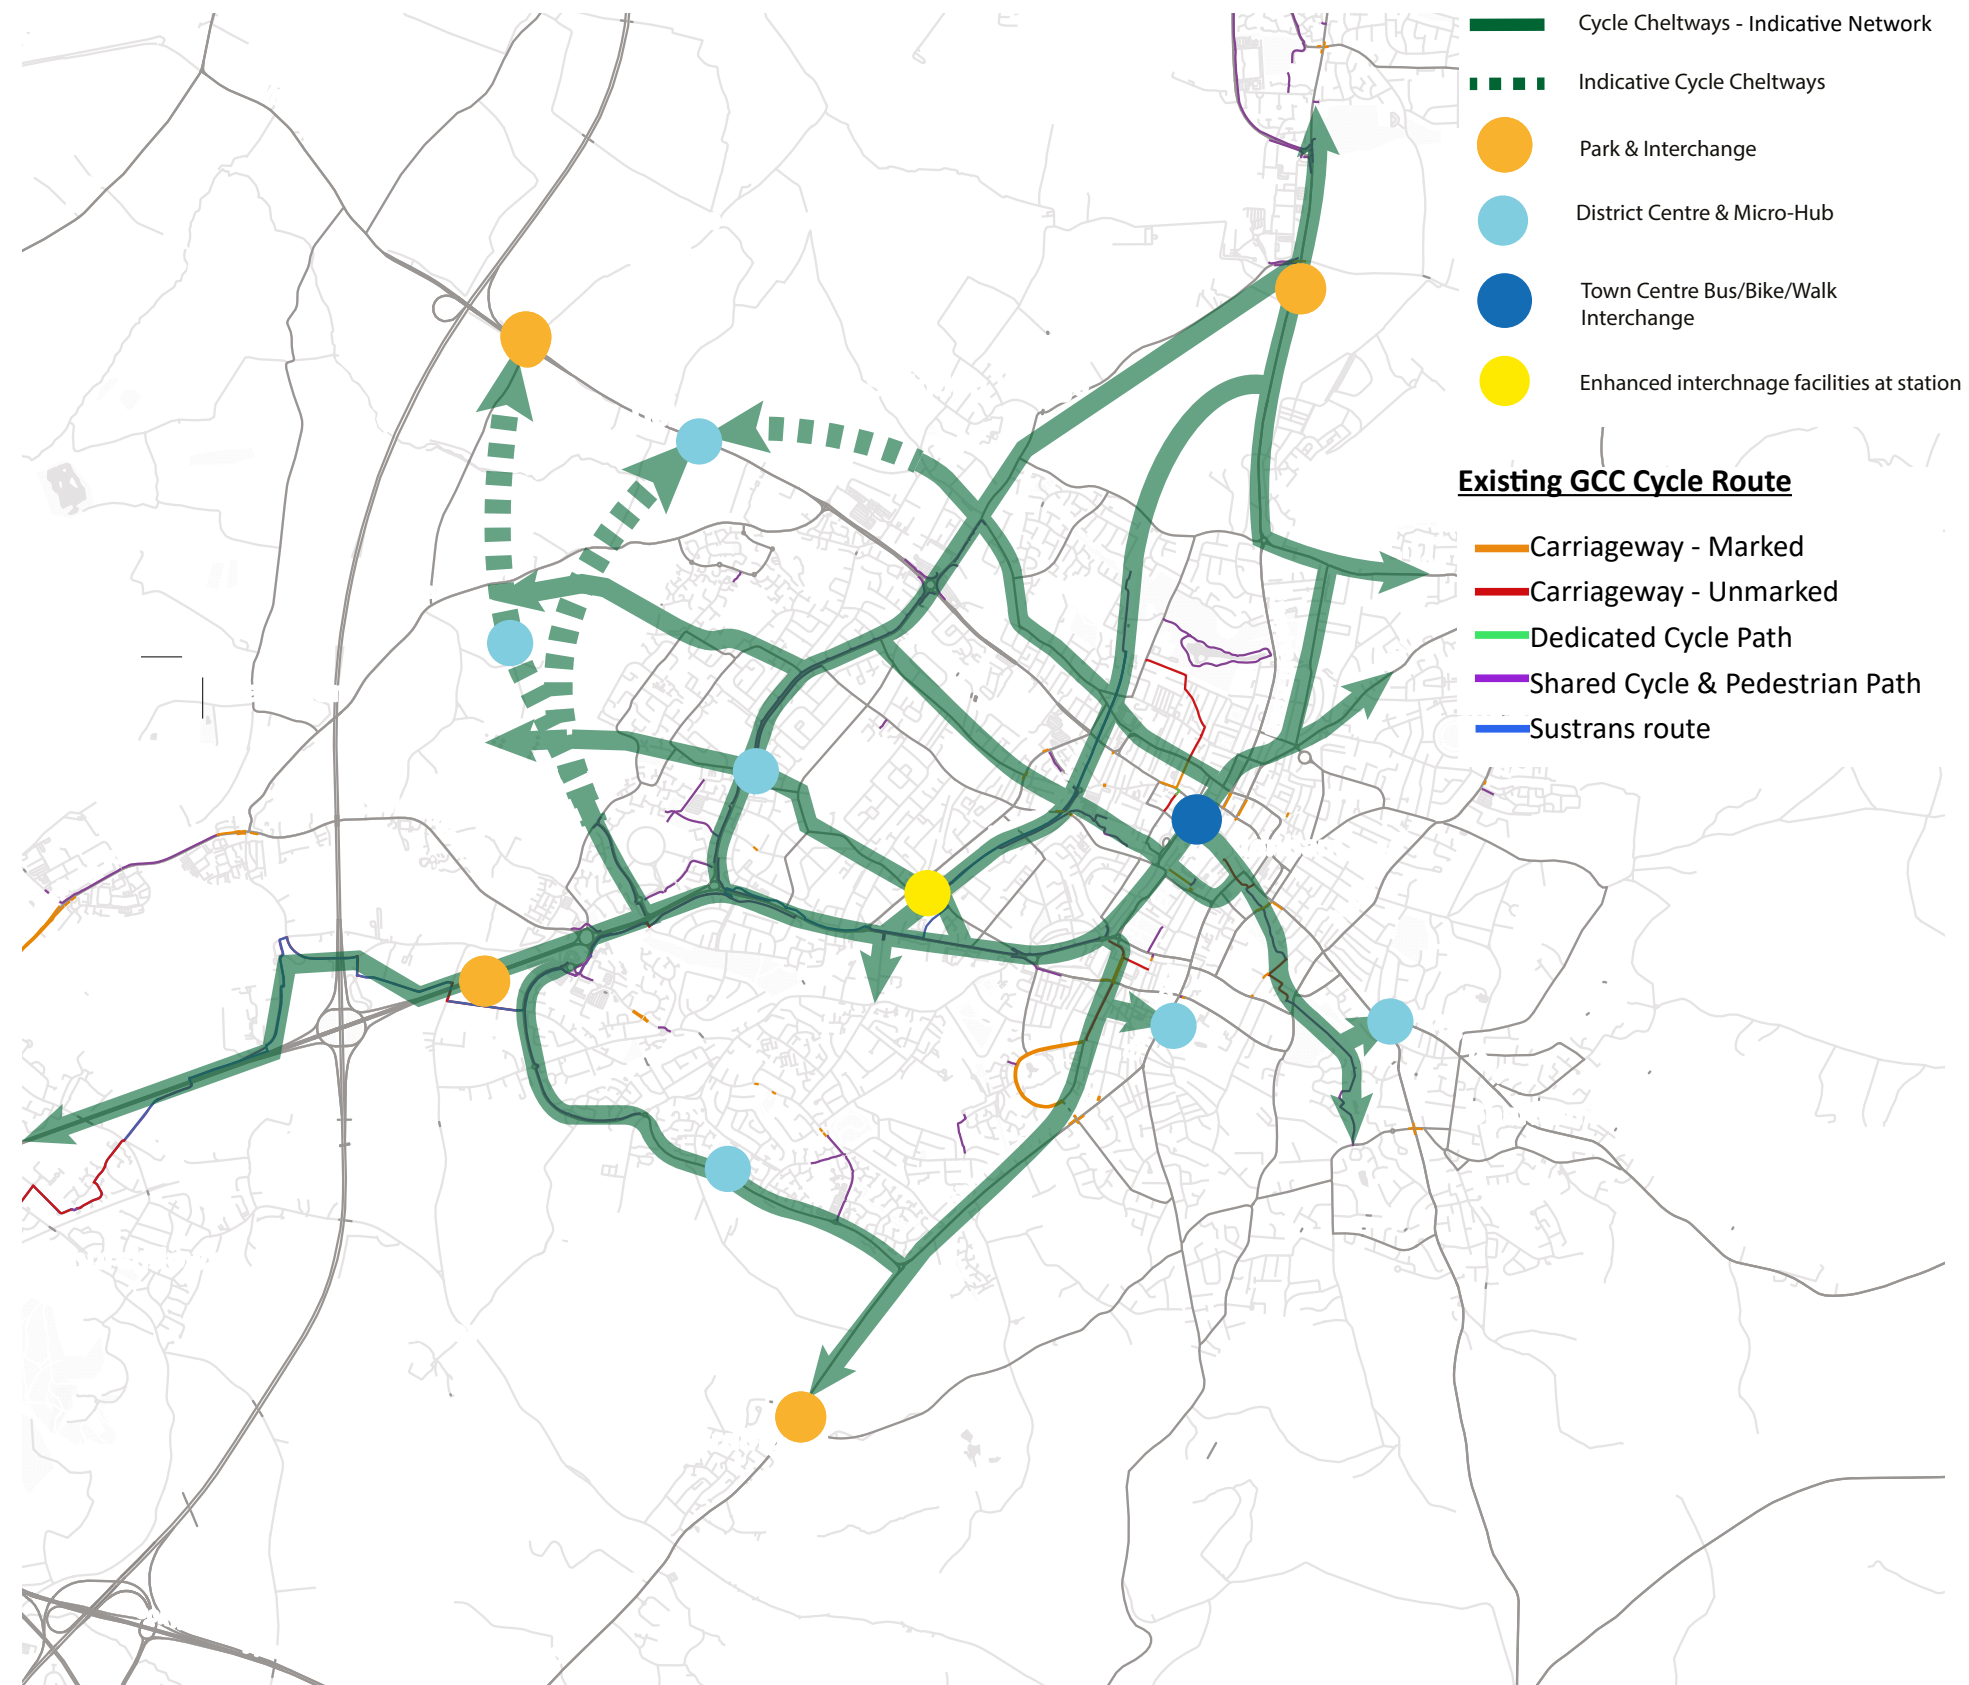 Cycle Cheltways - Indicative Network
Indicative Cycle Cheltways
Park & Interchange
District Centre & Micro-Hub
Town Centre Bus/Bike/Walk
Interchange
Enhanced interchnage facilities at station
Existing GCC Cycle Route
Carriageway - Marked
Carriageway - Unmarked
Dedicated Cycle Path
Shared Cycle & Pedestrian Path
Sustrans route